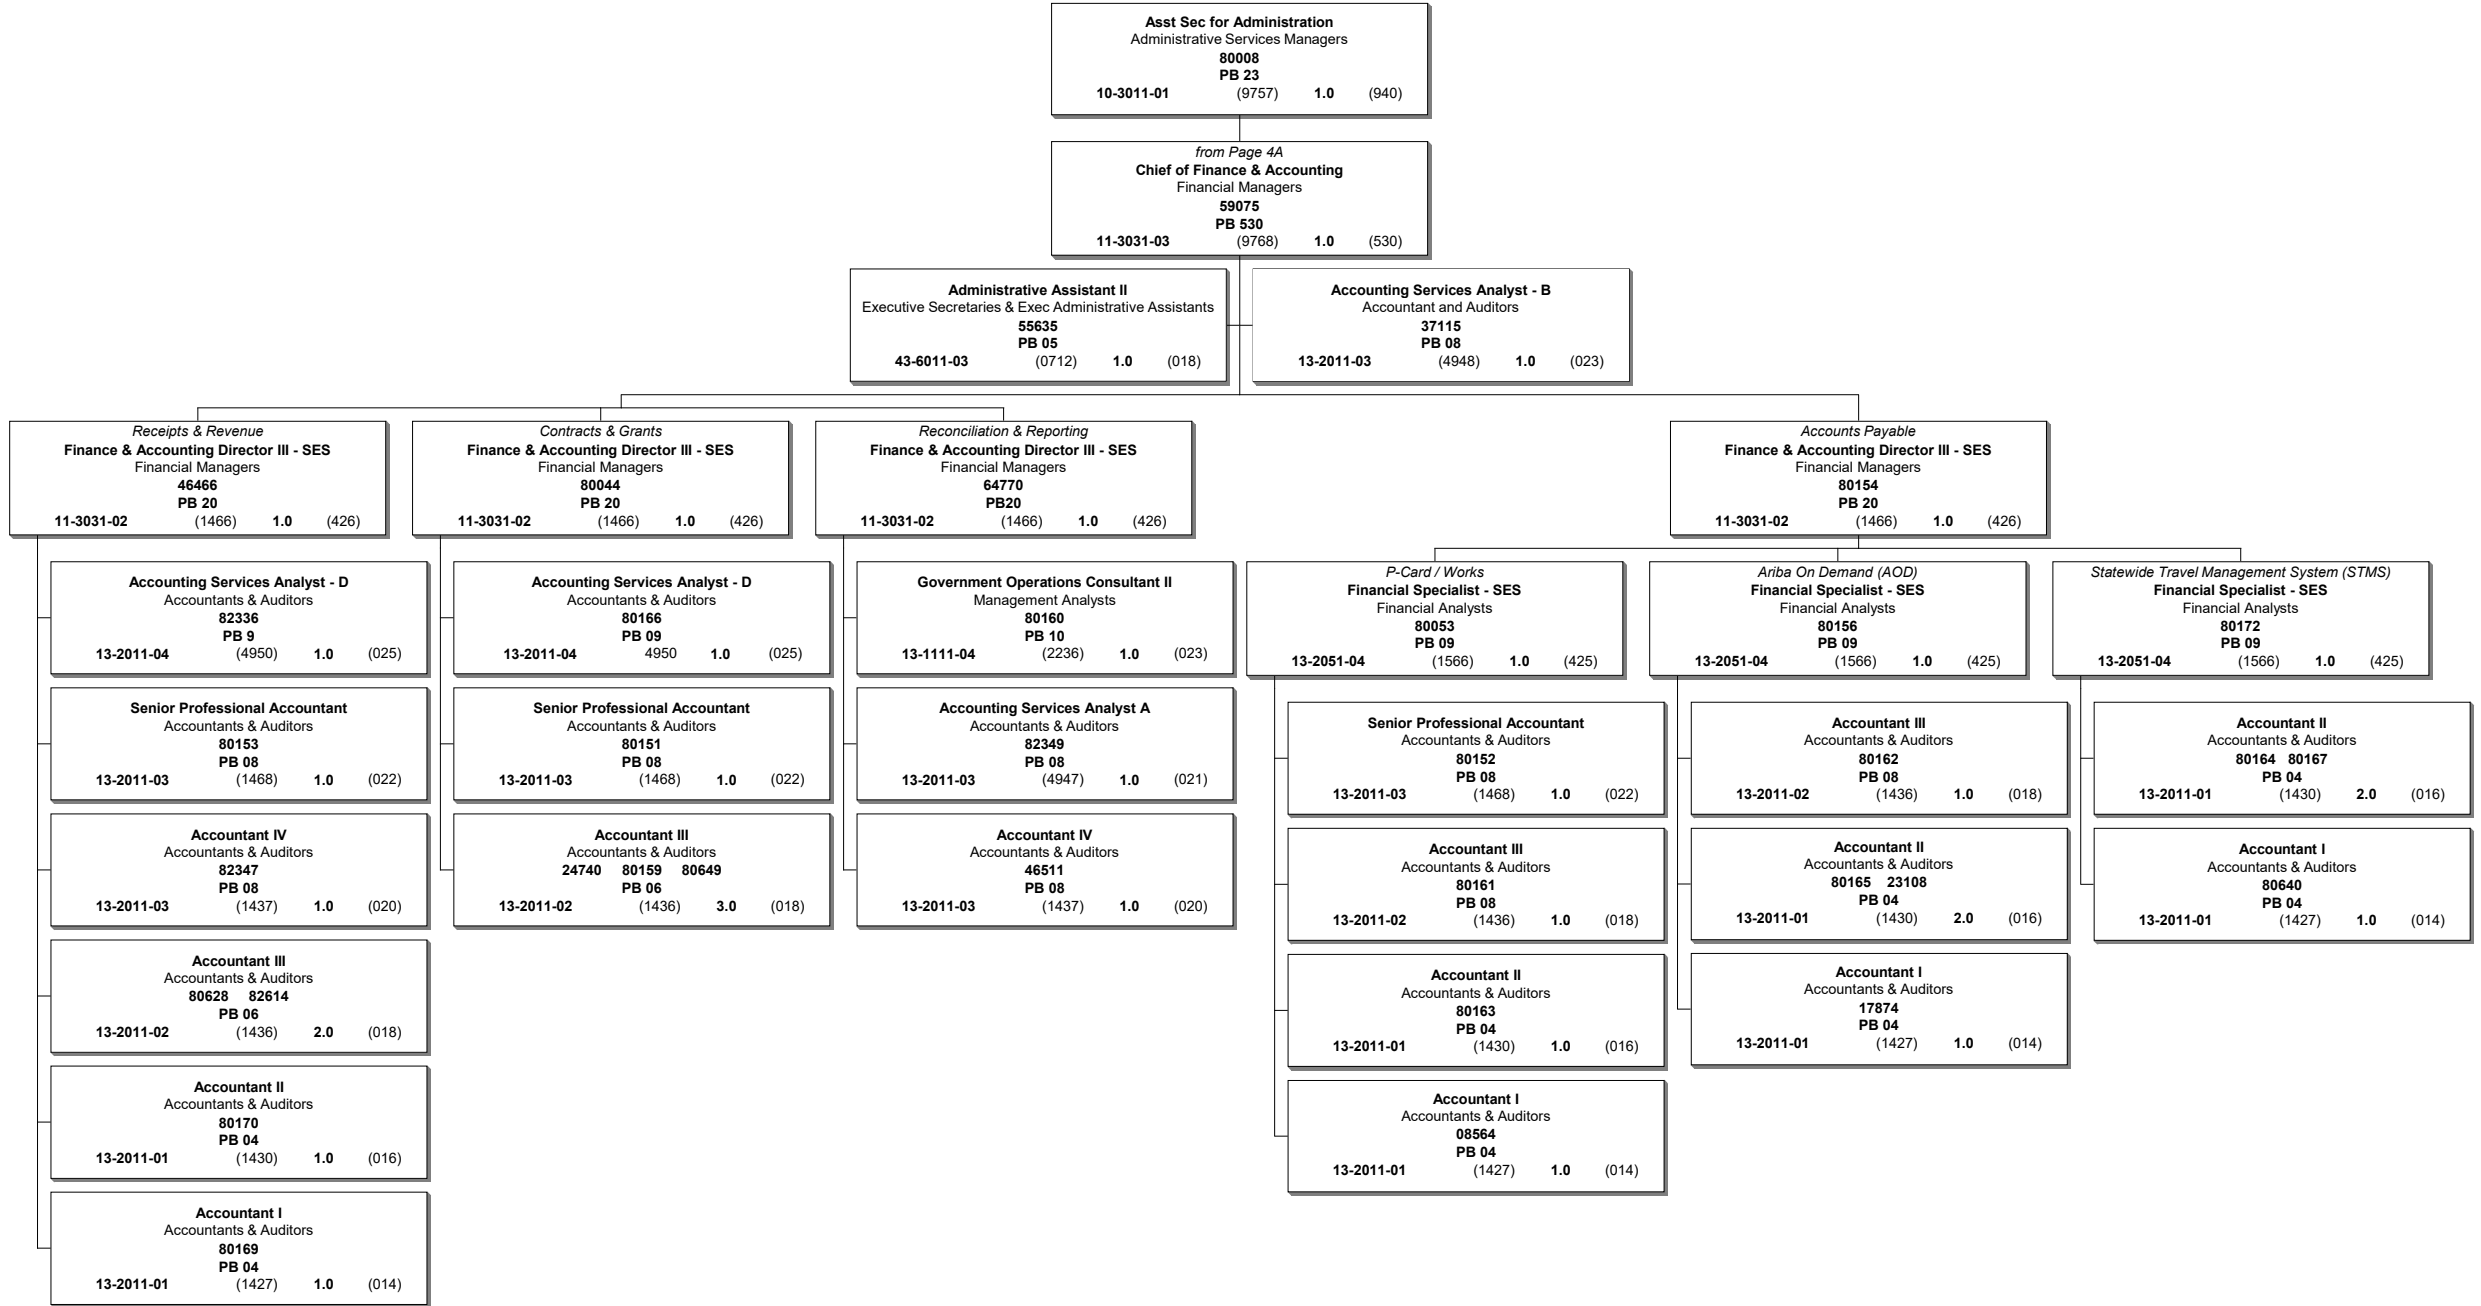 Asst Sec for Administration
Administrative Services Managers
80008
PB 23
10-3011-01 (9757) 1.0 (940)
from Page 4A
Chief of Finance & Accounting
Financial Managers
59075
PB 530
11-3031-03 (9768) 1.0 (530)
Administrative Assistant II
Executive Secretaries & Exec Administrative Assistants
55635
PB 05
43-6011-03 (0712) 1.0 (018)
Accounting Services Analyst - B
Accountant and Auditors
37115
PB 08
13-2011-03 (4948) 1.0 (023)
Receipts & Revenue
Finance & Accounting Director III - SES
Financial Managers
46466
PB 20
11-3031-02 (1466) 1.0 (426)
Accounting Services Analyst - D
Accountants & Auditors
82336
PB 9
13-2011-04 (4950) 1.0 (025)
Senior Professional Accountant
Accountants & Auditors
80153
PB 08
13-2011-03 (1468) 1.0 (022)
Accountant IV
Accountants & Auditors
82347
PB 08
13-2011-03 (1437) 1.0 (020)
Accountant III
Accountants & Auditors
80628 82614
PB 06
13-2011-02 (1436) 2.0 (018)
Accountant II
Accountants & Auditors
80170
PB 04
13-2011-01 (1430) 1.0 (016)
Accountant I
Accountants & Auditors
80169
PB 04
13-2011-01 (1427) 1.0 (014)
Contracts & Grants
Finance & Accounting Director III - SES
Financial Managers
80044
PB 20
11-3031-02 (1466) 1.0 (426)
Accounting Services Analyst - D
Accountants & Auditors
80166
PB 09
13-2011-04 4950 1.0 (025)
Senior Professional Accountant
Accountants & Auditors
80151
PB 08
13-2011-03 (1468) 1.0 (022)
Accountant III
Accountants & Auditors
24740 80159 80649
PB 06
13-2011-02 (1436) 3.0 (018)
Reconciliation & Reporting
Finance & Accounting Director III - SES
Financial Managers
64770
PB20
11-3031-02 (1466) 1.0 (426)
Government Operations Consultant II
Management Analysts
80160
PB 10
13-1111-04 (2236) 1.0 (023)
Accounting Services Analyst A
Accountants & Auditors
82349
PB 08
13-2011-03 (4947) 1.0 (021)
Accountant IV
Accountants & Auditors
46511
PB 08
13-2011-03 (1437) 1.0 (020)
Accounts Payable
Finance & Accounting Director III - SES
Financial Managers
80154
PB 20
11-3031-02 (1466) 1.0 (426)
P-Card / Works
Financial Specialist - SES
Financial Analysts
80053
PB 09
13-2051-04 (1566) 1.0 (425)
Senior Professional Accountant
Accountants & Auditors
80152
PB 08
13-2011-03 (1468) 1.0 (022)
Accountant III
Accountants & Auditors
80161
PB 08
13-2011-02 (1436) 1.0 (018)
Accountant II
Accountants & Auditors
80163
PB 04
13-2011-01 (1430) 1.0 (016)
Accountant I
Accountants & Auditors
08564
PB 04
13-2011-01 (1427) 1.0 (014)
Ariba On Demand (AOD)
Financial Specialist - SES
Financial Analysts
80156
PB 09
13-2051-04 (1566) 1.0 (425)
Accountant III
Accountants & Auditors
80162
PB 08
13-2011-02 (1436) 1.0 (018)
Accountant II
Accountants & Auditors
80165 23108
PB 04
13-2011-01 (1430) 2.0 (016)
Accountant I
Accountants & Auditors
17874
PB 04
13-2011-01 (1427) 1.0 (014)
Statewide Travel Management System (STMS)
Financial Specialist - SES
Financial Analysts
80172
PB 09
13-2051-04 (1566) 1.0 (425)
Accountant II
Accountants & Auditors
80164 80167
PB 04
13-2011-01 (1430) 2.0 (016)
Accountant I
Accountants & Auditors
80640
PB 04
13-2011-01 (1427) 1.0 (014)